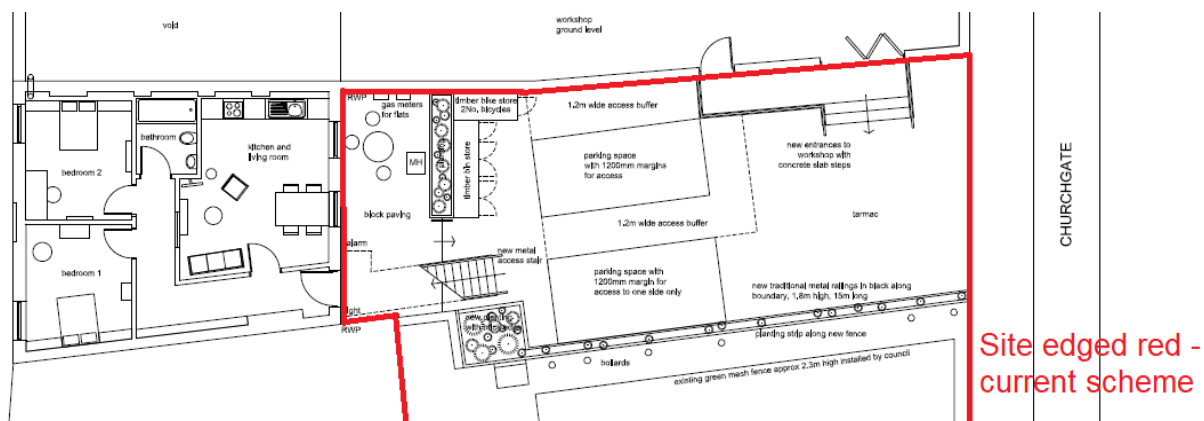 void
workshop
ground level
RWP
gas meters
for flats
timber bike store
2No, bicycles
1.2m wide access buffer
bathroom
kitchen and
living room
bedroom 2
MH
timber bin store
parking space
with 1200mm margins
for access
new entrances to
workshop with
concrete slab steps
block paving
1.2m wide access buffer
tarmac
CHURCHGATE
alarm
new metal
access stair
bedroom 1
parking space with
1200mm margin for
access to one side only
new traditional metal railings in black along
boundary, 1.8m high, 15m long
light
new planting
RWP
planting strip along new fence
bollards
existing green mesh fence approx 2.3m high installed by council
Site edged red -
current scheme